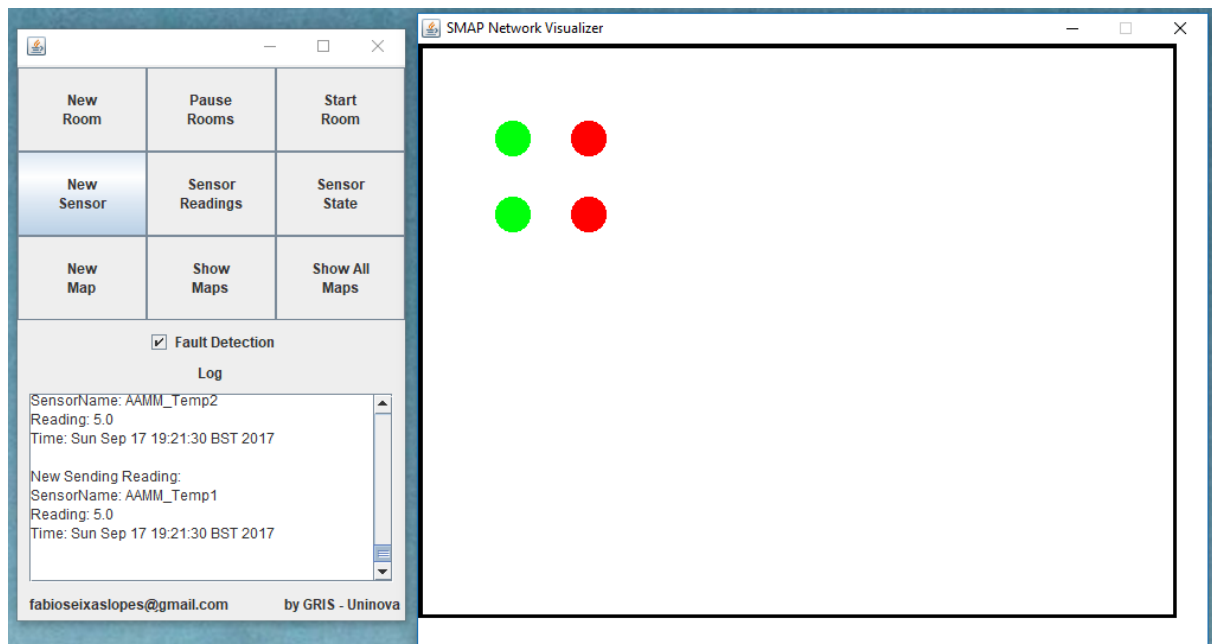 SMAP Network Visualizer
New
Room
Pause
Rooms
Start
Room
New
Sensor
Sensor
Readings
Sensor
State
New
Map
Show
Maps
Show All
Maps
Fault Detection
Log
SensorName: AAMM_Temp2
Reading: 5.0
Time: Sun Sep 17 19:21:30 BST 2017
New Sending Reading:
SensorName: AAMM_Temp1
Reading: 5.0
Time: Sun Sep 17 19:21:30 BST 2017
fabioseixaslopes@gmail.com
by GRIS - Uninova